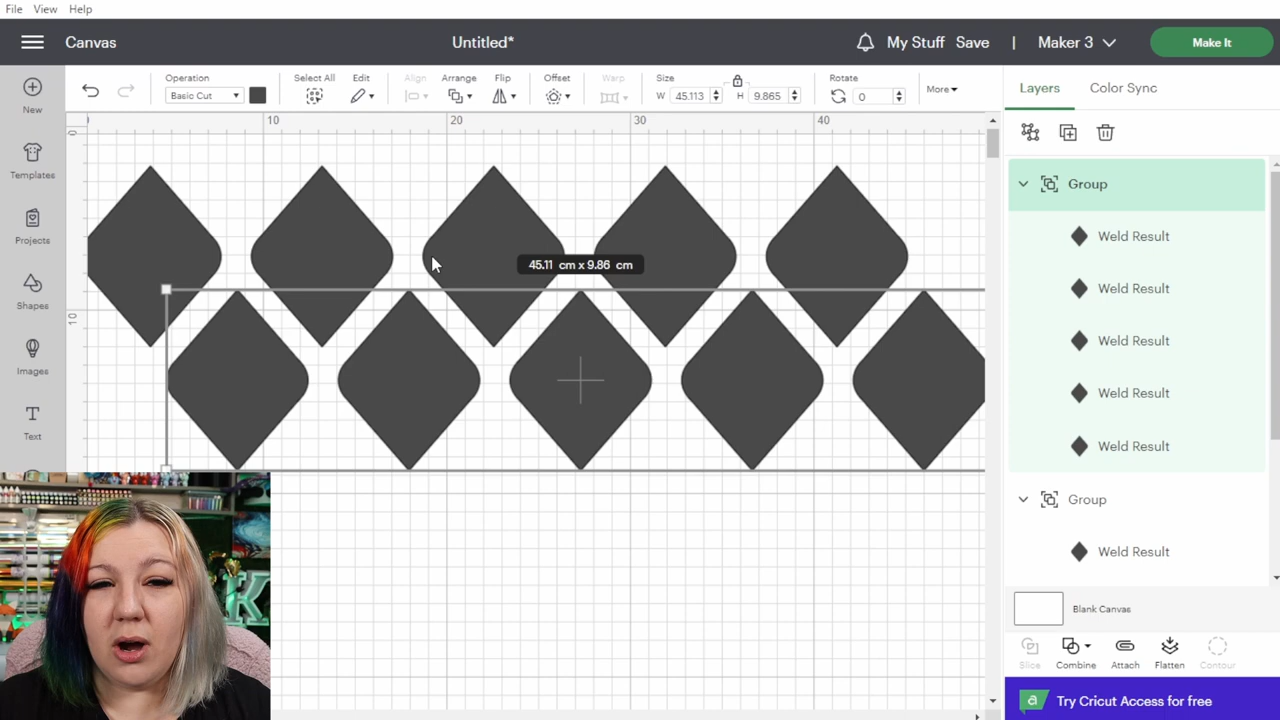 File View Help
Canvas
Untitled*
My Stuff Save | Maker 3
Make It
Operation
Basic Cut
Select All
Edit
Align
Arrange
Flip
Offset
Warp
Size
W 45.113
H 9.865
Rotate
0
More
Layers
Color Sync
New
Templates
Projects
Shapes
Images
Text
10 20 30 40
0
10
45.11 cm x 9.86 cm
Group
Weld Result
Weld Result
Weld Result
Weld Result
Weld Result
Group
Weld Result
Blank Canvas
Slice Combine Attach Flatten Contour
a Try Cricut Access for free
K